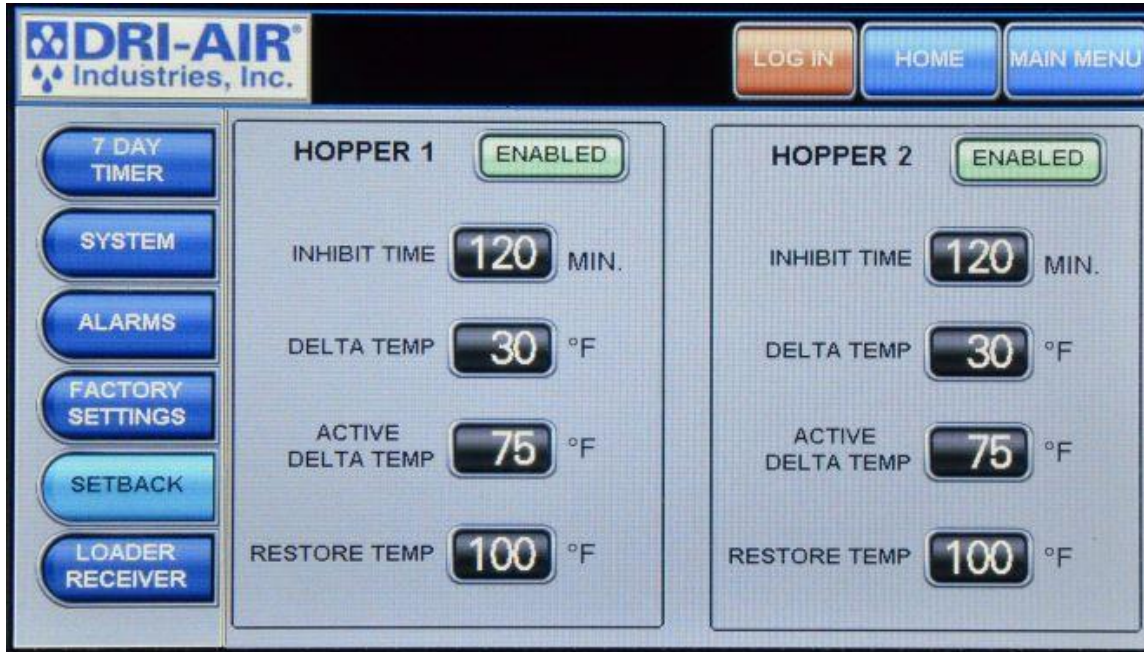 DRI-AIR®
Industries, Inc.
LOG IN
HOME
MAIN MENU
7 DAY
TIMER
SYSTEM
ALARMS
FACTORY
SETTINGS
SETBACK
LOADER
RECEIVER
HOPPER 1 ENABLED
INHIBIT TIME 120 MIN.
DELTA TEMP 30 °F
ACTIVE
DELTA TEMP 75 °F
RESTORE TEMP 100 °F
HOPPER 2 ENABLED
INHIBIT TIME 120 MIN.
DELTA TEMP 30 °F
ACTIVE
DELTA TEMP 75 °F
RESTORE TEMP 100 °F